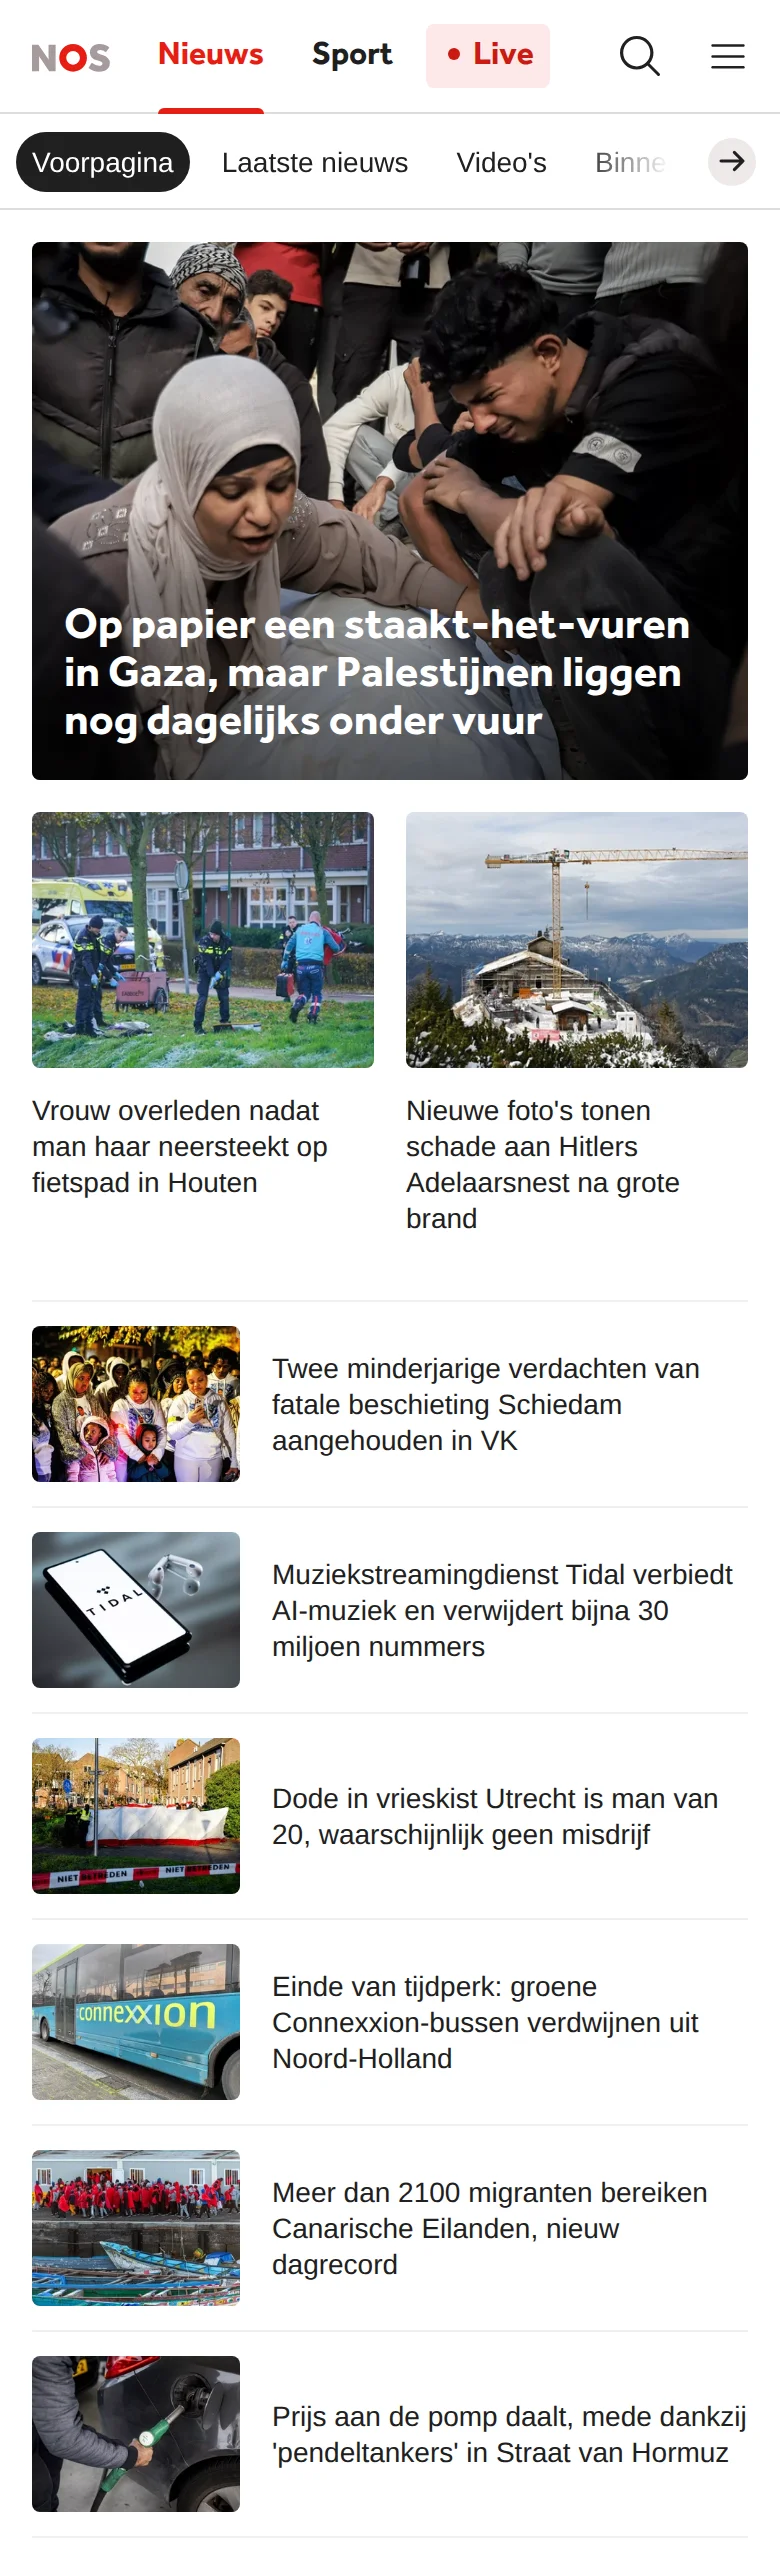 NOS Nieuws Sport Live
Voorpagina Laatste nieuws Video's Binne
Op papier een staakt-het-vuren
in Gaza, maar Palestijnen liggen
nog dagelijks onder vuur
Vrouw overleden nadat
man haar neersteekt op
fietspad in Houten
Nieuwe foto's tonen
schade aan Hitlers
Adelaarsnest na grote
brand
Twee minderjarige verdachten van
fatale beschieting Schiedam
aangehouden in VK
TIDAL
Muziekstreamingdienst Tidal verbiedt
AI-muziek en verwijdert bijna 30
miljoen nummers
NIET BETREDEN NIET BETREDEN
Dode in vrieskist Utrecht is man van
20, waarschijnlijk geen misdrijf
connexxion
Einde van tijdperk: groene
Connexxion-bussen verdwijnen uit
Noord-Holland
Meer dan 2100 migranten bereiken
Canarische Eilanden, nieuw
dagrecord
Prijs aan de pomp daalt, mede dankzij
'pendeltankers' in Straat van Hormuz